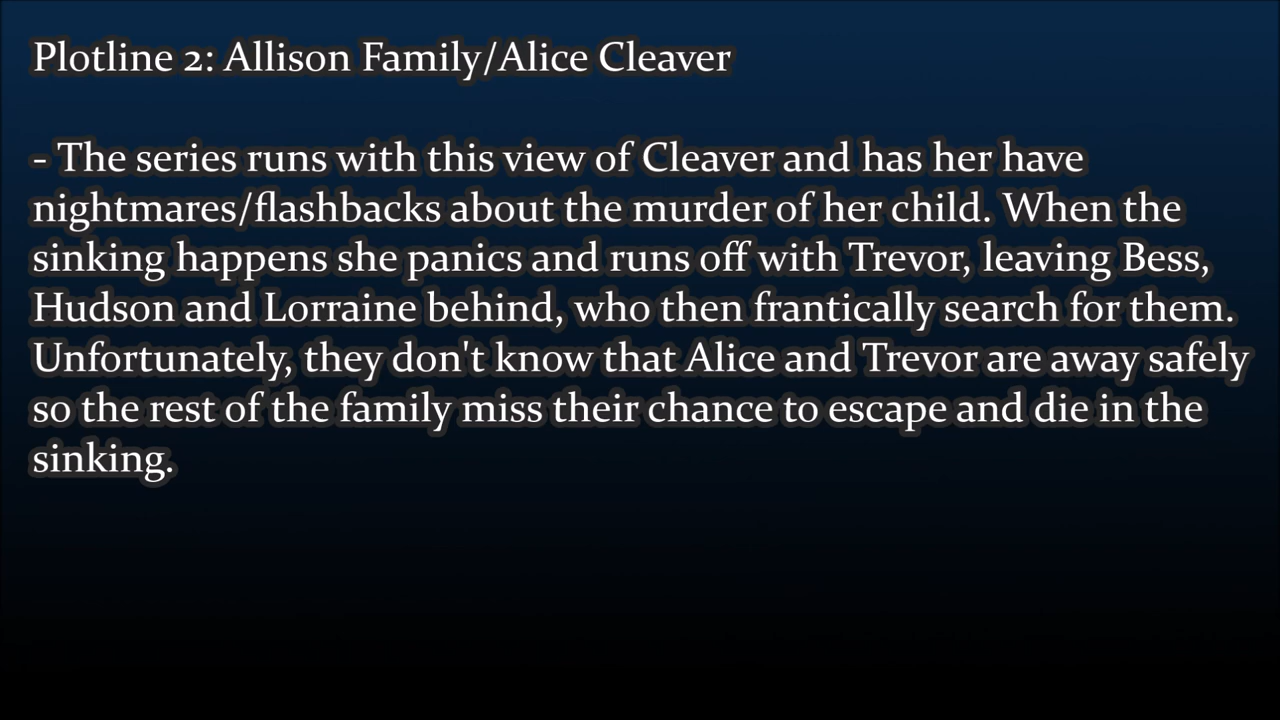 Plotline 2: Allison Family/Alice Cleaver
- The series runs with this view of Cleaver and has her have
nightmares/flashbacks about the murder of her child. When the
sinking happens she panics and runs off with Trevor, leaving Bess,
Hudson and Lorraine behind, who then frantically search for them.
Unfortunately, they don't know that Alice and Trevor are away safely
so the rest of the family miss their chance to escape and die in the
sinking.